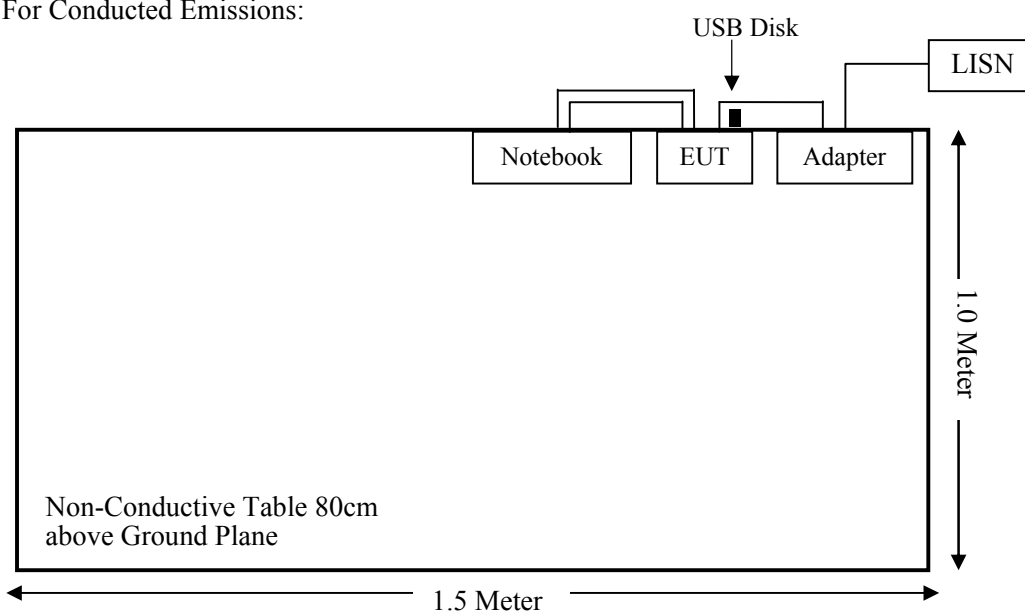 For Conducted Emissions:
USB Disk
LISN
Notebook
EUT
Adapter
1.0 Meter
Non-Conductive Table 80cm
above Ground Plane
1.5 Meter